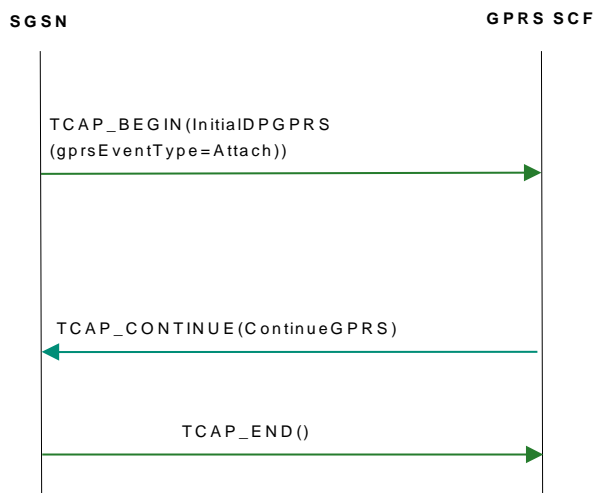 SGSN
GPRS SCF
TCAP_BEGIN(InitialDPGPRS
(gprsEventType=Attach))
TCAP_CONTINUE(ContinueGPRS)
TCAP_END()